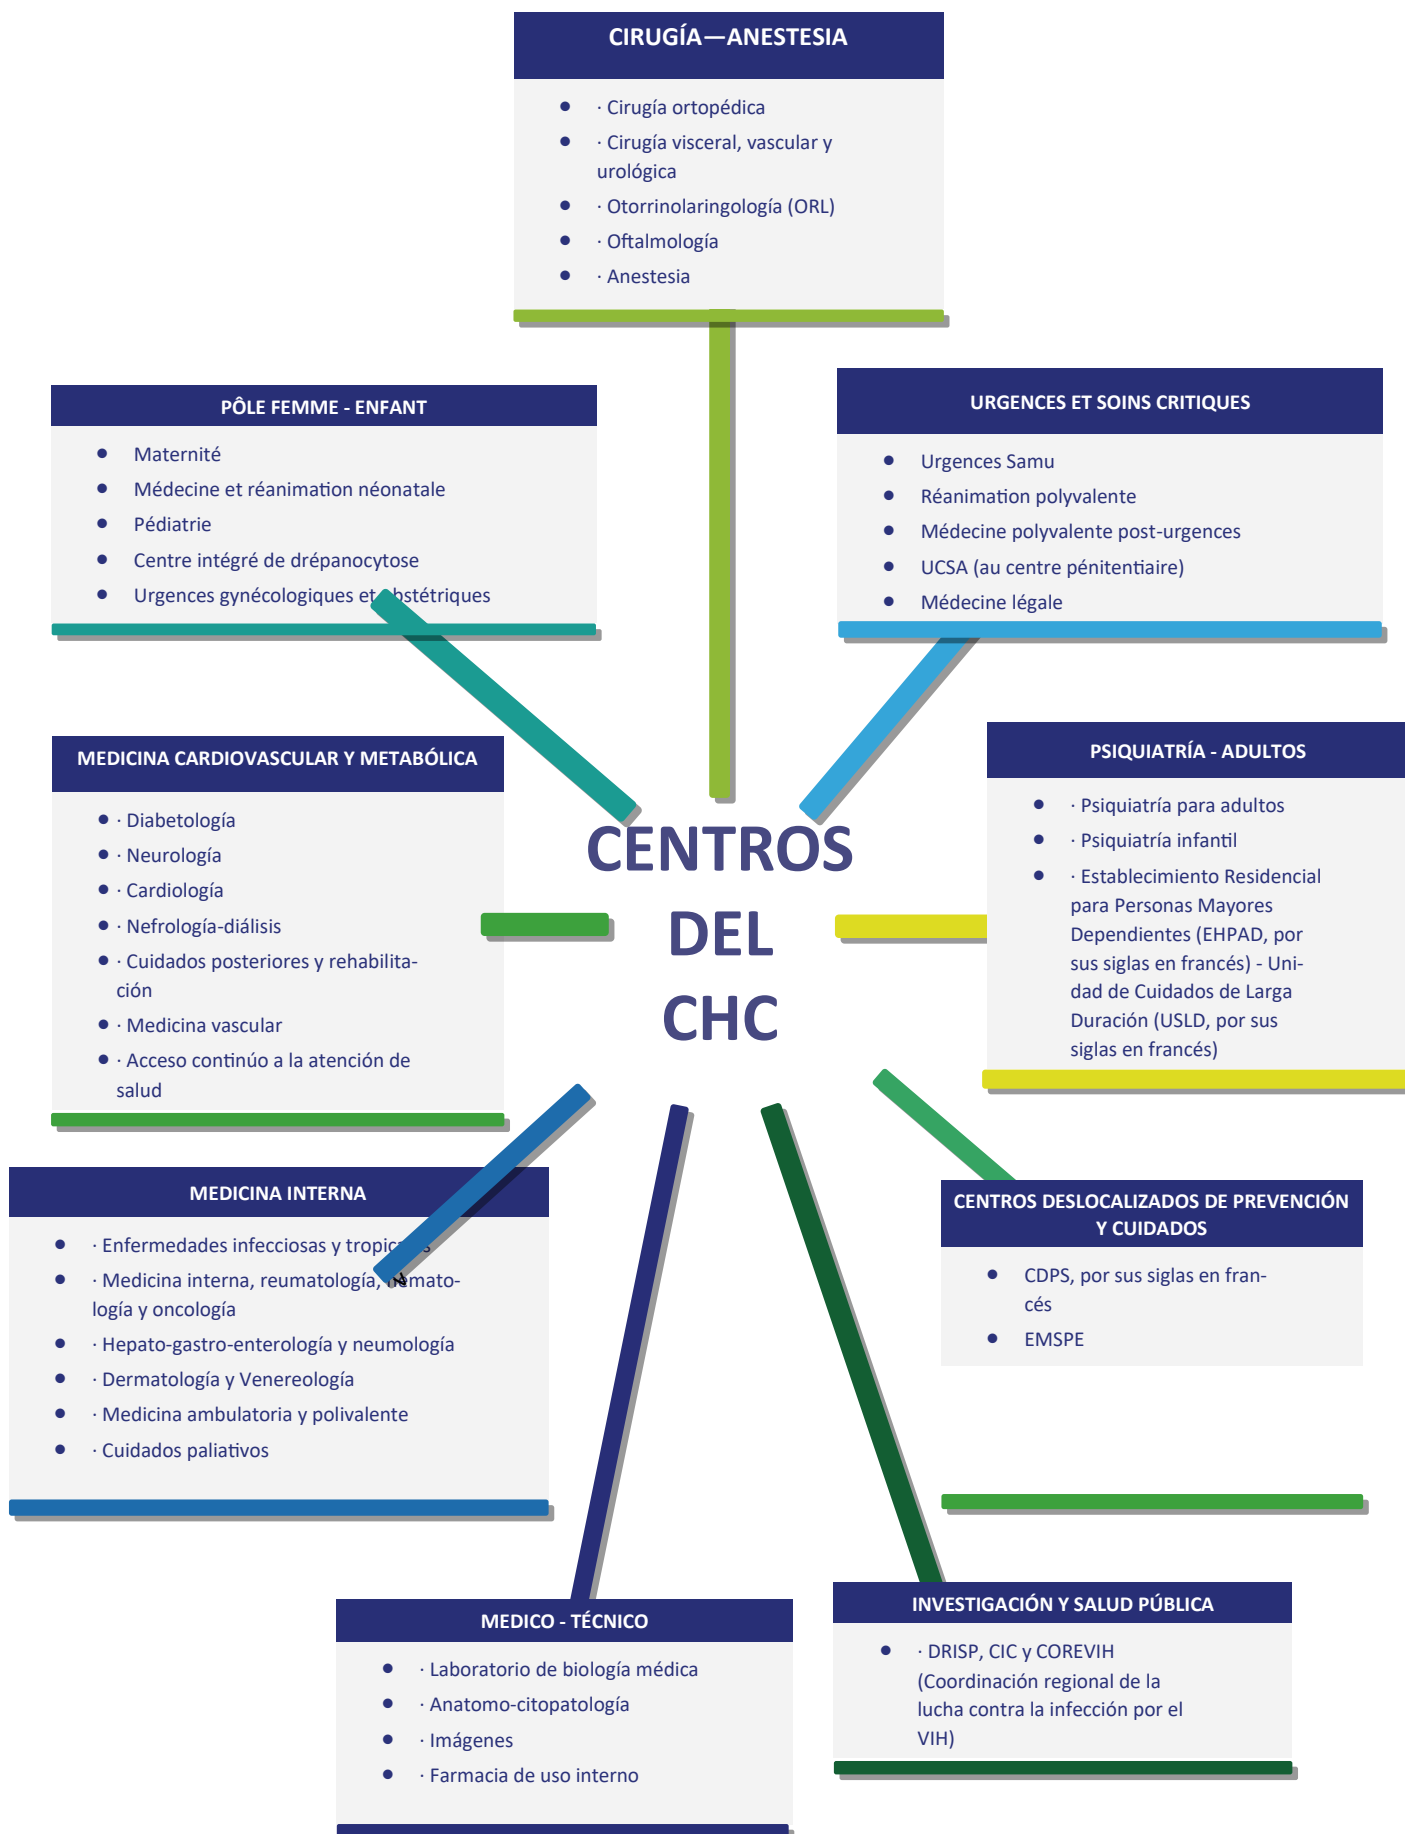 CIRUGÍA—ANESTESIA
· Cirugía ortopédica
· Cirugía visceral, vascular y
urológica
· Otorrinolaringología (ORL)
· Oftalmología
· Anestesia
PÔLE FEMME - ENFANT
Maternité
Médecine et réanimation néonatale
Pédiatrie
Centre intégré de drépanocytose
Urgences gynécologiques et obstétriques
URGENCES ET SOINS CRITIQUES
Urgences Samu
Réanimation polyvalente
Médecine polyvalente post-urgences
UCSA (au centre pénitentiaire)
Médecine légale
MEDICINA CARDIOVASCULAR Y METABÓLICA
· Diabetología
· Neurología
· Cardiología
· Nefrología-diálisis
· Cuidados posteriores y rehabilita-
ción
· Medicina vascular
· Acceso continúo a la atención de
salud
CENTROS
DEL
CHC
PSIQUIATRÍA - ADULTOS
· Psiquiatría para adultos
· Psiquiatría infantil
· Establecimiento Residencial
para Personas Mayores
Dependientes (EHPAD, por
sus siglas en francés) - Uni-
dad de Cuidados de Larga
Duración (USLD, por sus
siglas en francés)
MEDICINA INTERNA
· Enfermedades infecciosas y tropicales
· Medicina interna, reumatología, hemato-
logía y oncología
· Hepato-gastro-enterología y neumología
· Dermatología y Venereología
· Medicina ambulatoria y polivalente
· Cuidados paliativos
CENTROS DESLOCALIZADOS DE PREVENCIÓN
Y CUIDADOS
CDPS, por sus siglas en fran-
cés
EMSPE
MEDICO - TÉCNICO
· Laboratorio de biología médica
· Anatomo-citopatología
· Imágenes
· Farmacia de uso interno
INVESTIGACIÓN Y SALUD PÚBLICA
· DRISP, CIC y COREVIH
(Coordinación regional de la
lucha contra la infección por el
VIH)